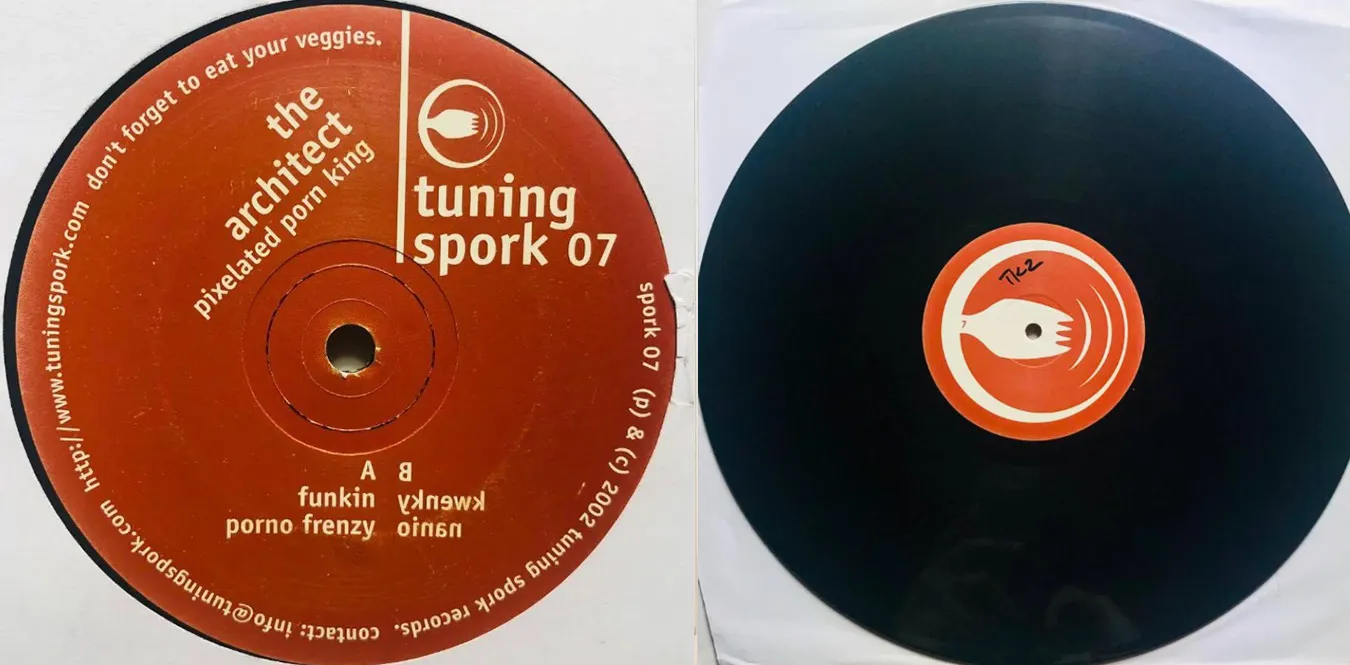 http://www.tuningspork.com don't forget to eat your veggies.
the
architect
pixelated porn king
tuning
spork 07
A B
funkin kwenky
porno frenzy nanio
spork 07 (p) & (c) 2002 tuning spork records. contact: info@tuningspork.com
7